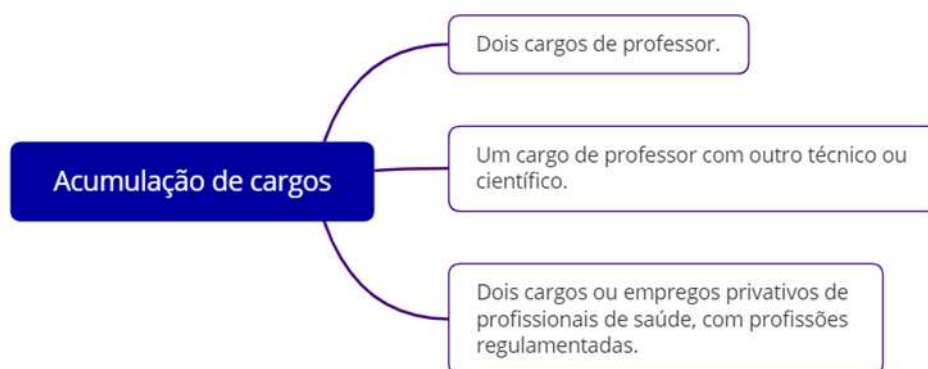 Acumulação de cargos
Dois cargos de professor.
Um cargo de professor com outro técnico ou
científico.
Dois cargos ou empregos privativos de
profissionais de saúde, com profissões
regulamentadas.